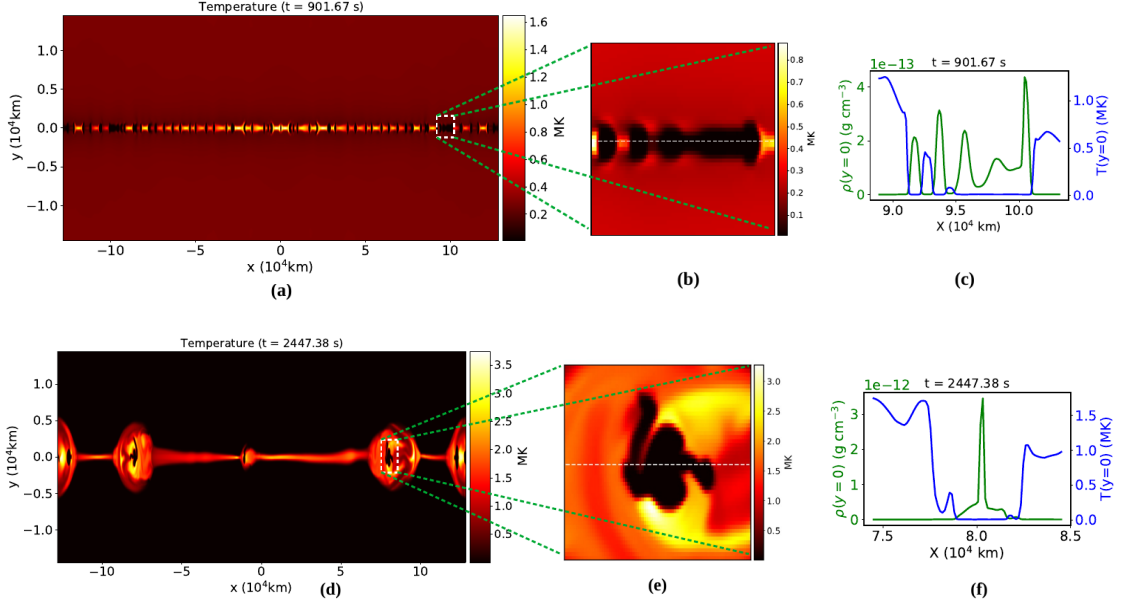 Temperature (t = 901.67 s)
1.0
0.5
0.0
−0.5
−1.0
y (10⁴km)
−10
−5
0
5
10
x (10⁴km)
1.6
1.4
1.2
1.0
0.8
0.6
0.4
0.2
MK
(a)
0.8
0.7
0.6
0.5
0.4
0.3
0.2
0.1
MK
(b)
1e−13
t = 901.67 s
4
3
2
1
0
ρ(y = 0) (g cm⁻³)
1.0
0.5
0.0
T(y=0) (MK)
9.0
9.5
10.0
X (10⁴ km)
(c)
Temperature (t = 2447.38 s)
1.0
0.5
0.0
−0.5
−1.0
y (10⁴km)
−10
−5
0
5
10
x (10⁴km)
3.5
3.0
2.5
2.0
1.5
1.0
0.5
MK
(d)
3.0
2.5
2.0
1.5
1.0
0.5
MK
(e)
1e−12
t = 2447.38 s
3
2
1
0
ρ(y = 0) (g cm⁻³)
1.5
1.0
0.5
0.0
T(y=0) (MK)
7.5
8.0
8.5
X (10⁴ km)
(f)